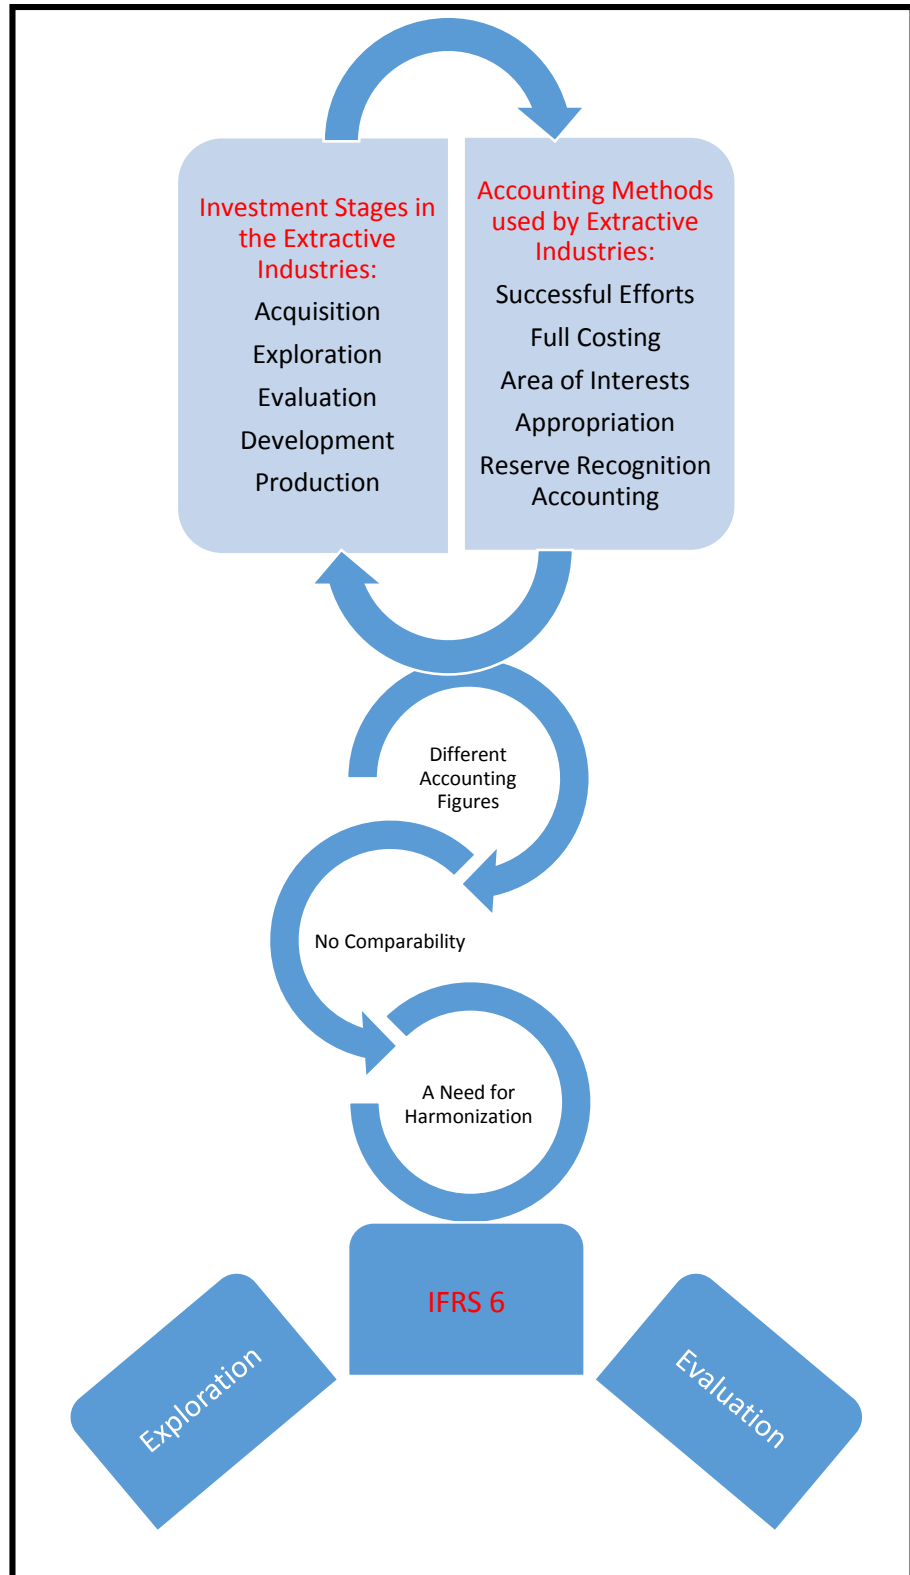 Investment Stages in
the Extractive
Industries:
Acquisition
Exploration
Evaluation
Development
Production
Accounting Methods
used by Extractive
Industries:
Successful Efforts
Full Costing
Area of Interests
Appropriation
Reserve Recognition
Accounting
Different
Accounting
Figures
No Comparability
A Need for
Harmonization
IFRS 6
Exploration
Evaluation